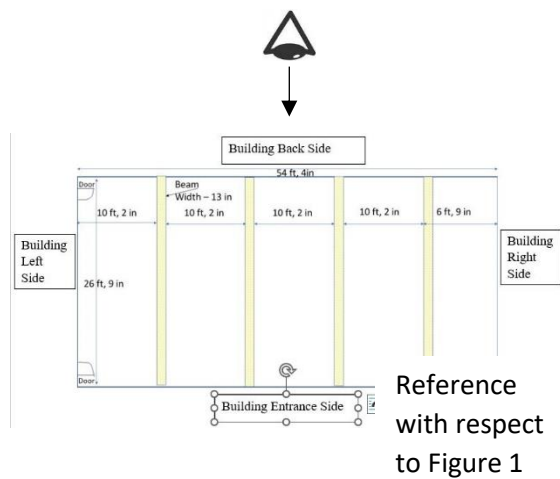 Building Back Side
54 ft, 4in
Door
Beam
Width – 13 in
10 ft, 2 in
10 ft, 2 in
10 ft, 2 in
10 ft, 2 in
6 ft, 9 in
Building
Left
Side
Building
Right
Side
26 ft, 9 in
Door
Building Entrance Side
Reference
with respect
to Figure 1